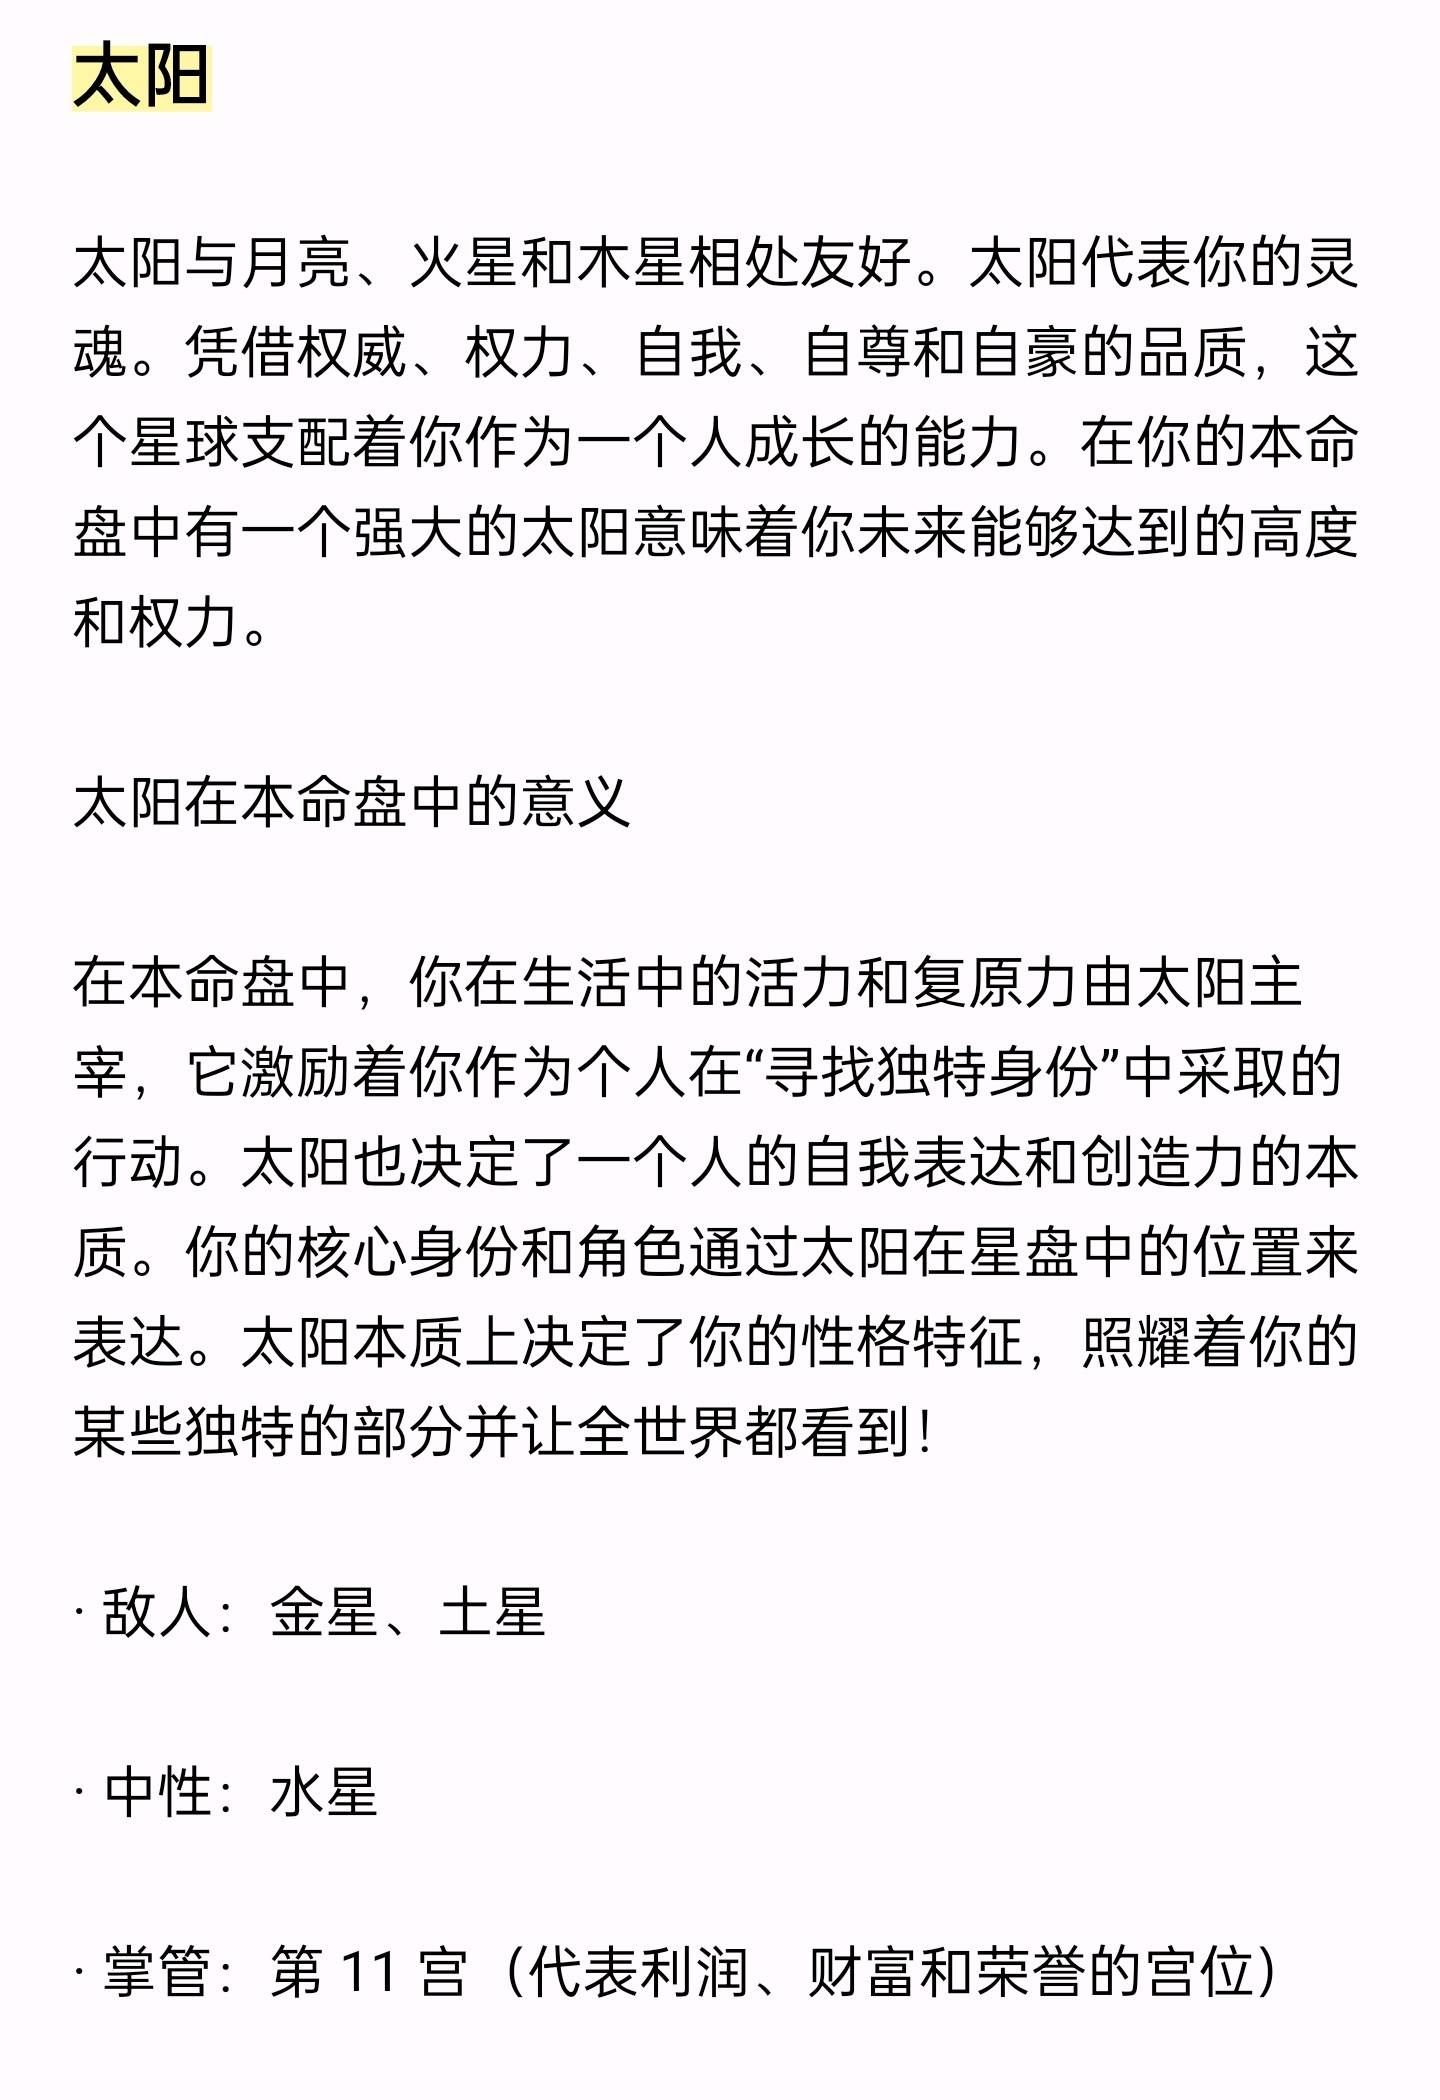 太阳
太阳与月亮、火星和木星相处友好。太阳代表你的灵
魂。凭借权威、权力、自我、自尊和自豪的品质，这
个星球支配着你作为一个人成长的能力。在你的本命
盘中有一个强大的太阳意味着你未来能够达到的高度
和权力。
太阳在本命盘中的意义
在本命盘中，你在生活中的活力和复原力由太阳主
宰，它激励着你作为个人在“寻找独特身份”中采取的
行动。太阳也决定了一个人的自我表达和创造力的本
质。你的核心身份和角色通过太阳在星盘中的位置来
表达。太阳本质上决定了你的性格特征，照耀着你的
某些独特的部分并让全世界都看到！
· 敌人：金星、土星
· 中性：水星
· 掌管：第 11 宫（代表利润、财富和荣誉的宫位）